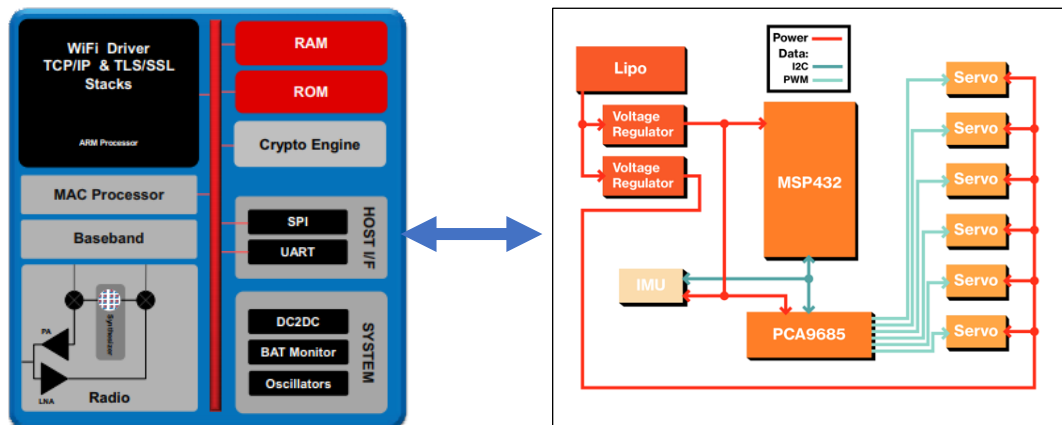 WiFi Driver
TCP/IP & TLS/SSL
Stacks
ARM Processor
MAC Processor
Baseband
PA
Synthesizer
LNA
Radio
RAM
ROM
Crypto Engine
HOST I/F
SPI
UART
SYSTEM
DC2DC
BAT Monitor
Oscillators
Lipo
Voltage
Regulator
Voltage
Regulator
Power
Data:
I2C
PWM
MSP432
IMU
PCA9685
Servo
Servo
Servo
Servo
Servo
Servo